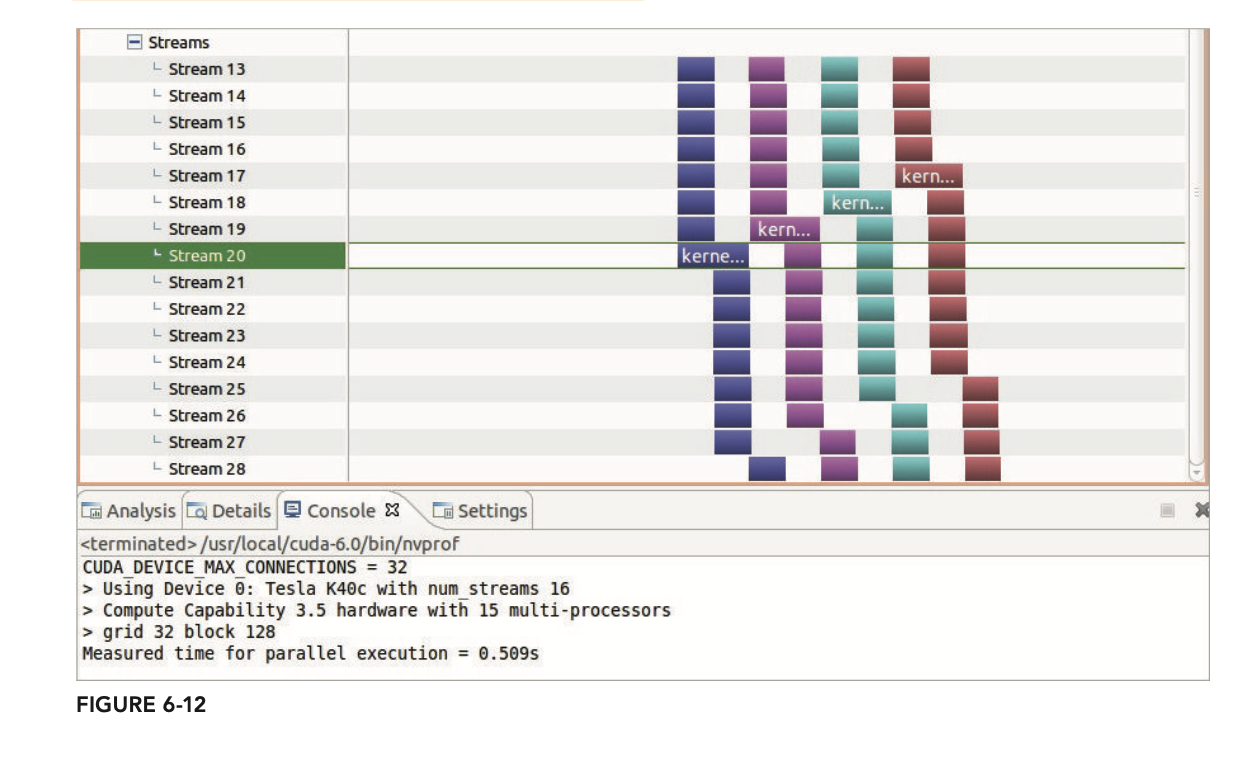 Streams
Stream 13
Stream 14
Stream 15
Stream 16
Stream 17 kern...
Stream 18 kern...
Stream 19 kern...
Stream 20 kerne...
Stream 21
Stream 22
Stream 23
Stream 24
Stream 25
Stream 26
Stream 27
Stream 28
Analysis Details Console Settings
<terminated> /usr/local/cuda-6.0/bin/nvprof
CUDA_DEVICE_MAX_CONNECTIONS = 32
> Using Device 0: Tesla K40c with num_streams 16
> Compute Capability 3.5 hardware with 15 multi-processors
> grid 32 block 128
Measured time for parallel execution = 0.509s
FIGURE 6-12